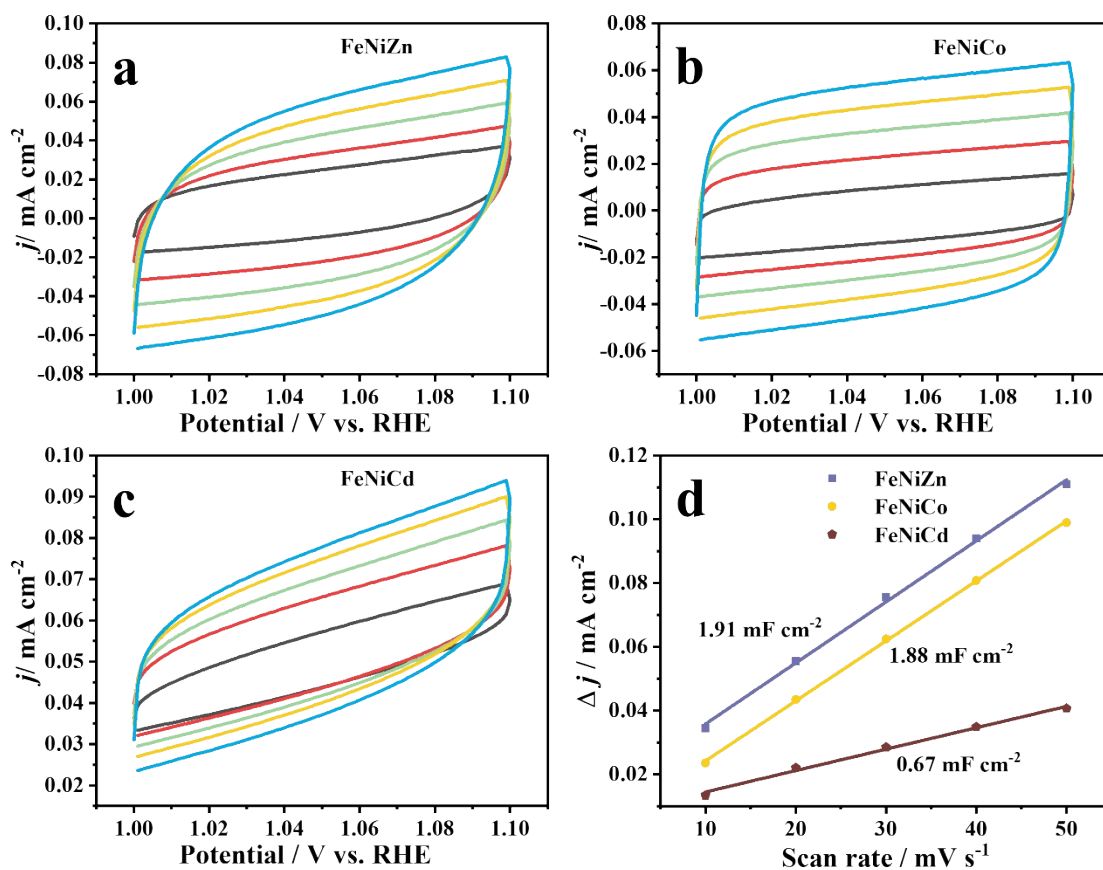 a
FeNiZn
0.10
0.08
0.06
0.04
0.02
0.00
-0.02
-0.04
-0.06
-0.08
j/ mA cm-2
1.00 1.02 1.04 1.06 1.08 1.10
Potential / V vs. RHE
b
FeNiCo
0.08
0.06
0.04
0.02
0.00
-0.02
-0.04
-0.06
j/ mA cm-2
1.00 1.02 1.04 1.06 1.08 1.10
Potential / V vs. RHE
c
FeNiCd
0.10
0.09
0.08
0.07
0.06
0.05
0.04
0.03
0.02
j/ mA cm-2
1.00 1.02 1.04 1.06 1.08 1.10
Potential / V vs. RHE
d
FeNiZn
FeNiCo
FeNiCd
0.12
0.10
0.08
0.06
0.04
0.02
Δ j / mA cm-2
1.91 mF cm-2
1.88 mF cm-2
0.67 mF cm-2
10 20 30 40 50
Scan rate / mV s-1